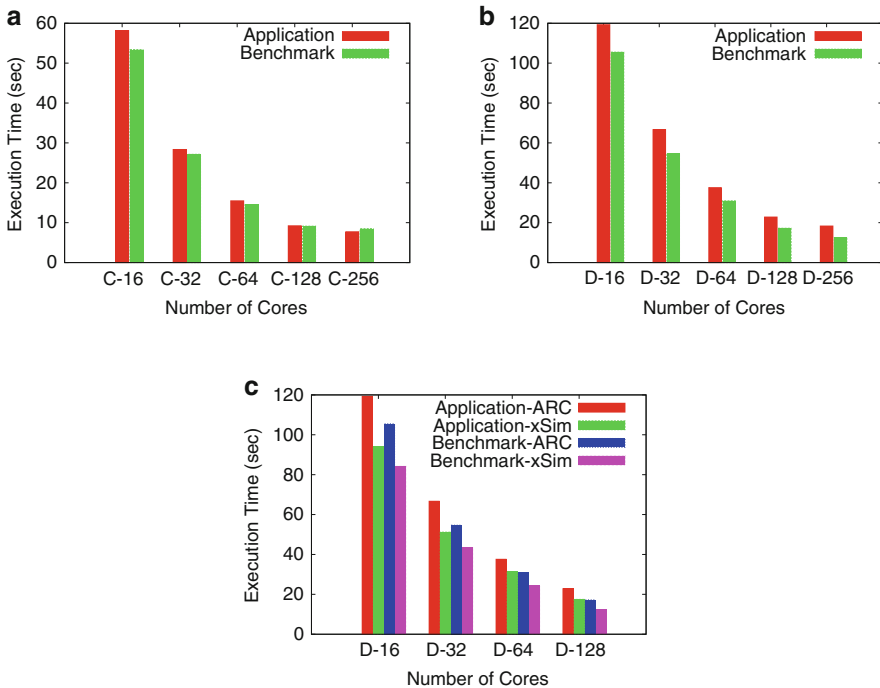 a
Execution Time (sec)
60
50
40
30
20
10
0
Application
Benchmark
C-16 C-32 C-64 C-128 C-256
Number of Cores
b
Execution Time (sec)
120
100
80
60
40
20
0
Application
Benchmark
D-16 D-32 D-64 D-128 D-256
Number of Cores
c
Execution Time (sec)
120
100
80
60
40
20
0
Application-ARC
Application-xSim
Benchmark-ARC
Benchmark-xSim
D-16 D-32 D-64 D-128
Number of Cores